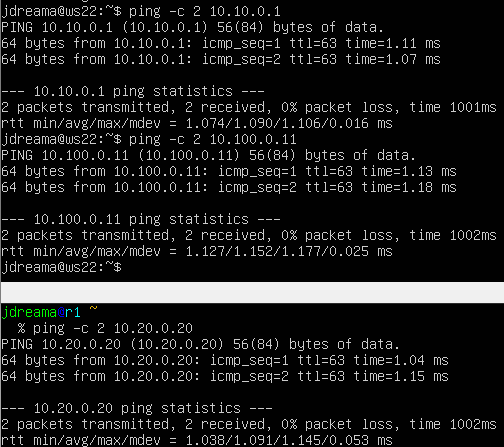 jdreama@ws22:~$ ping -c 2 10.10.0.1
PING 10.10.0.1 (10.10.0.1) 56(84) bytes of data.
64 bytes from 10.10.0.1: icmp_seq=1 ttl=63 time=1.11 ms
64 bytes from 10.10.0.1: icmp_seq=2 ttl=63 time=1.07 ms

--- 10.10.0.1 ping statistics ---
2 packets transmitted, 2 received, 0% packet loss, time 1001ms
rtt min/avg/max/mdev = 1.074/1.090/1.106/0.016 ms
jdreama@ws22:~$ ping -c 2 10.100.0.11
PING 10.100.0.11 (10.100.0.11) 56(84) bytes of data.
64 bytes from 10.100.0.11: icmp_seq=1 ttl=63 time=1.13 ms
64 bytes from 10.100.0.11: icmp_seq=2 ttl=63 time=1.18 ms

--- 10.100.0.11 ping statistics ---
2 packets transmitted, 2 received, 0% packet loss, time 1002ms
rtt min/avg/max/mdev = 1.127/1.152/1.177/0.025 ms
jdreama@ws22:~$
jdreama@r1 ~
% ping -c 2 10.20.0.20
PING 10.20.0.20 (10.20.0.20) 56(84) bytes of data.
64 bytes from 10.20.0.20: icmp_seq=1 ttl=63 time=1.04 ms
64 bytes from 10.20.0.20: icmp_seq=2 ttl=63 time=1.15 ms

--- 10.20.0.20 ping statistics ---
2 packets transmitted, 2 received, 0% packet loss, time 1002ms
rtt min/avg/max/mdev = 1.038/1.091/1.145/0.053 ms